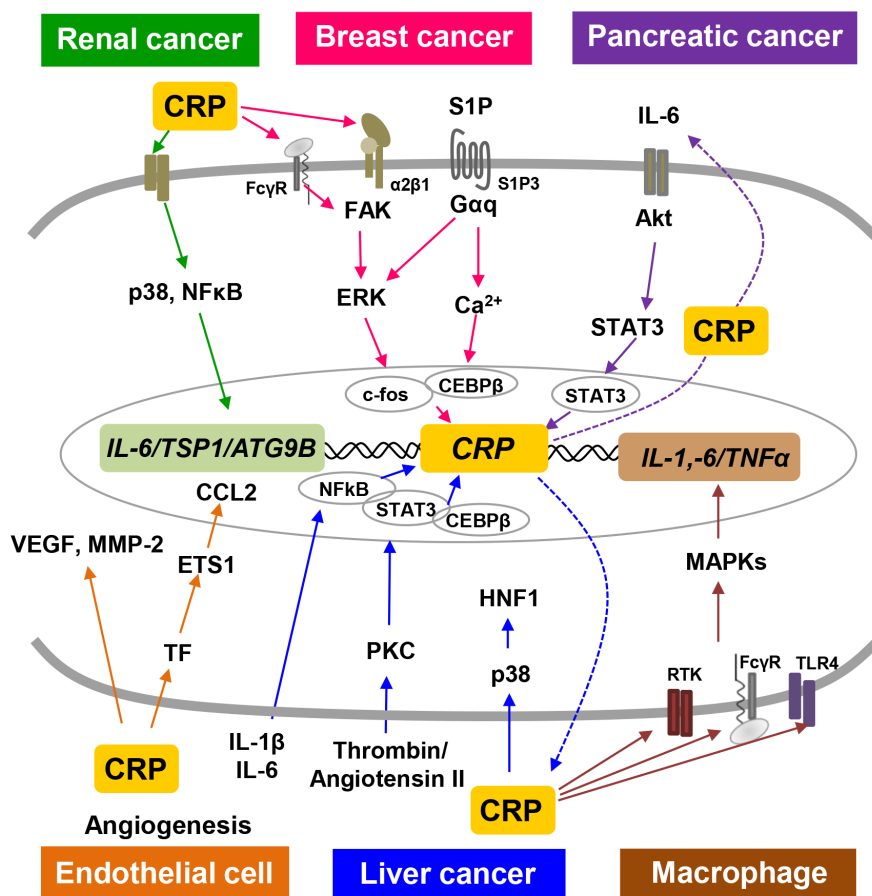 Renal cancer
Breast cancer
Pancreatic cancer
CRP
S1P
IL-6
FcγR
α2β1
S1P3
FAK
Gαq
Akt
p38, NFκB
ERK
Ca²⁺
STAT3
CRP
c-fos
CEBPβ
STAT3
IL-6/TSP1/ATG9B
CRP
IL-1,-6/TNFα
CCL2
NFkB
STAT3
CEBPβ
VEGF, MMP-2
ETS1
MAPKs
HNF1
TF
PKC
p38
RTK
FcγR
TLR4
CRP
IL-1β
IL-6
Thrombin/
Angiotensin II
CRP
Angiogenesis
Endothelial cell
Liver cancer
Macrophage